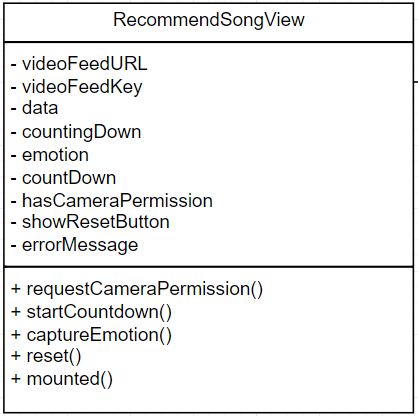 RecommendSongView
- videoFeedURL
- videoFeedKey
- data
- countingDown
- emotion
- countDown
- hasCameraPermission
- showResetButton
- errorMessage
+ requestCameraPermission()
+ startCountdown()
+ captureEmotion()
+ reset()
+ mounted()